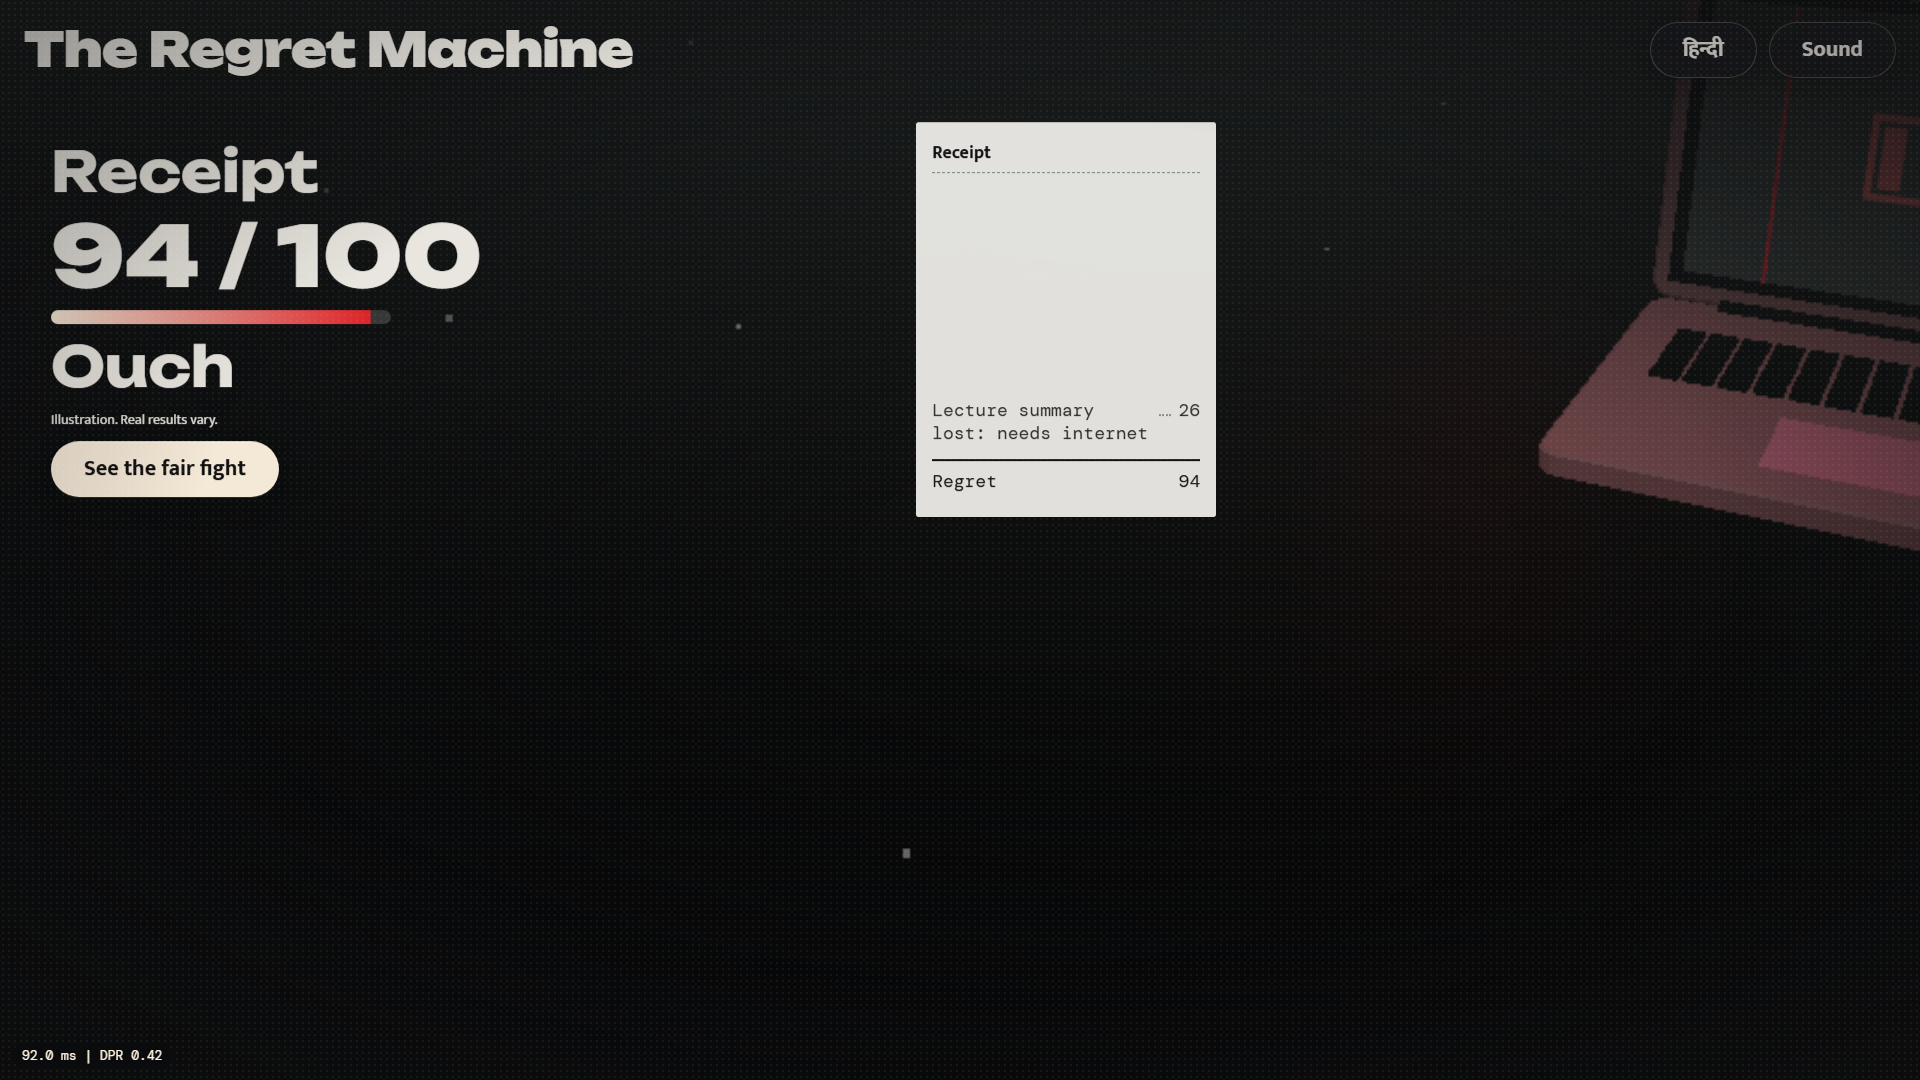 The Regret Machine
हिन्दी
Sound
Receipt
94 / 100
Ouch
Illustration. Real results vary.
See the fair fight
Receipt
Lecture summary .... 26
lost: needs internet
Regret 94
92.0 ms | DPR 0.42